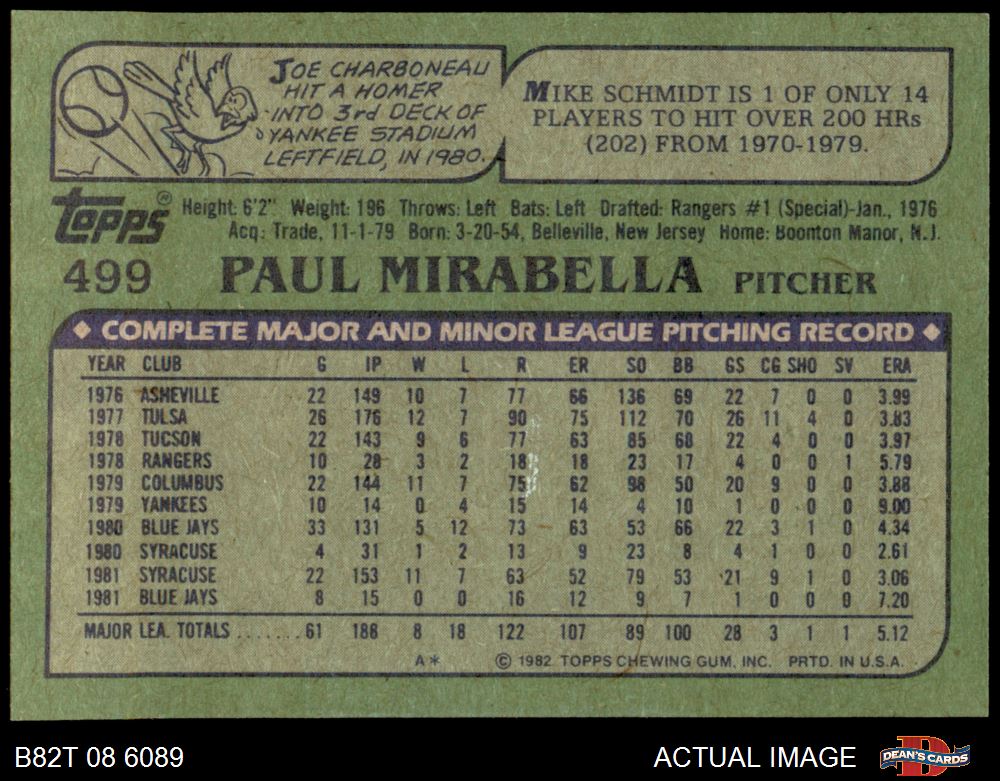 JOE CHARBONEAU
HIT A HOMER
INTO 3rd DECK OF
YANKEE STADIUM
LEFTFIELD, IN 1980.
MIKE SCHMIDT IS 1 OF ONLY 14
PLAYERS TO HIT OVER 200 HRs
(202) FROM 1970-1979.
Topps®
Height: 6'2" Weight: 196 Throws: Left Bats: Left Drafted: Rangers #1 (Special)-Jan., 1976
Acq: Trade, 11-1-79 Born: 3-20-54, Belleville, New Jersey Home: Boonton Manor, N.J.
499 PAUL MIRABELLA PITCHER
COMPLETE MAJOR AND MINOR LEAGUE PITCHING RECORD
YEAR CLUB G IP W L R ER SO BB GS CG SHO SV ERA
1976 ASHEVILLE 22 149 10 7 77 66 136 69 22 7 0 0 3.99
1977 TULSA 26 176 12 7 90 75 112 70 26 11 4 0 3.83
1978 TUCSON 22 143 9 6 77 63 85 68 22 4 0 0 3.97
1978 RANGERS 10 28 3 2 18 18 23 17 4 0 0 1 5.79
1979 COLUMBUS 22 144 11 7 75 62 98 50 20 9 0 0 3.88
1979 YANKEES 10 14 0 4 15 14 4 10 1 0 0 0 9.00
1980 BLUE JAYS 33 131 5 12 73 63 53 66 22 3 1 0 4.34
1980 SYRACUSE 4 31 1 2 13 9 23 8 4 1 0 0 2.61
1981 SYRACUSE 22 153 11 7 63 52 79 53 21 9 1 0 3.06
1981 BLUE JAYS 8 15 0 0 16 12 9 7 1 0 0 0 7.20
MAJOR LEA. TOTALS .......61 188 8 18 122 107 89 100 28 3 1 1 5.12
A* © 1982 TOPPS CHEWING GUM, INC. PRTD. IN U.S.A.
B82T 08 6089 ACTUAL IMAGE DEAN'S CARDS